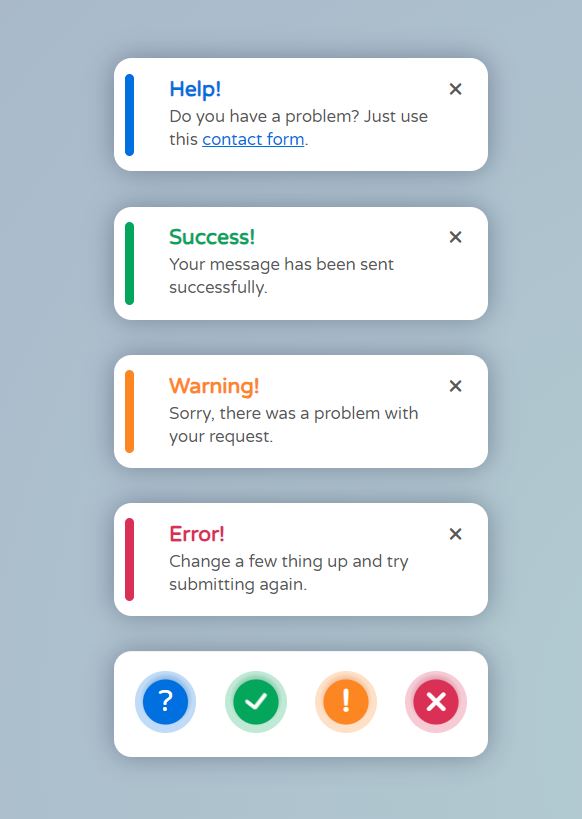 Help!
Do you have a problem? Just use
this contact form.
Success!
Your message has been sent
successfully.
Warning!
Sorry, there was a problem with
your request.
Error!
Change a few thing up and try
submitting again.
? !